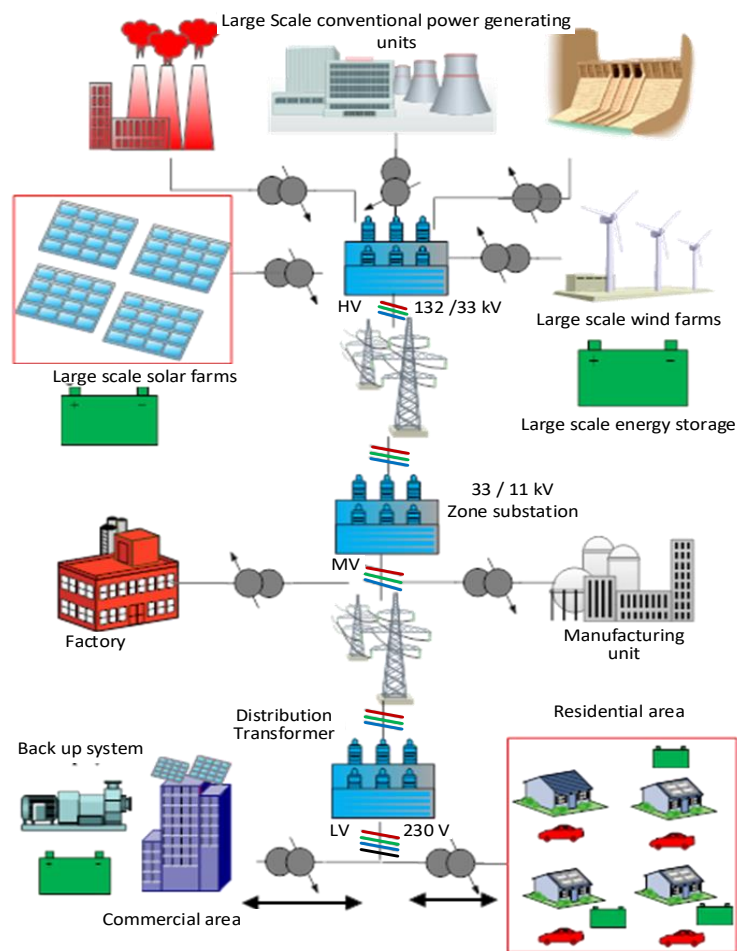 Large Scale conventional power generating
units
HV
132 /33 kV
Large scale wind farms
Large scale solar farms
+ −
+ −
Large scale energy storage
33 / 11 kV
Zone substation
MV
Factory
Manufacturing
unit
Distribution
Transformer
Residential area
Back up system
LV
230 V
Commercial area